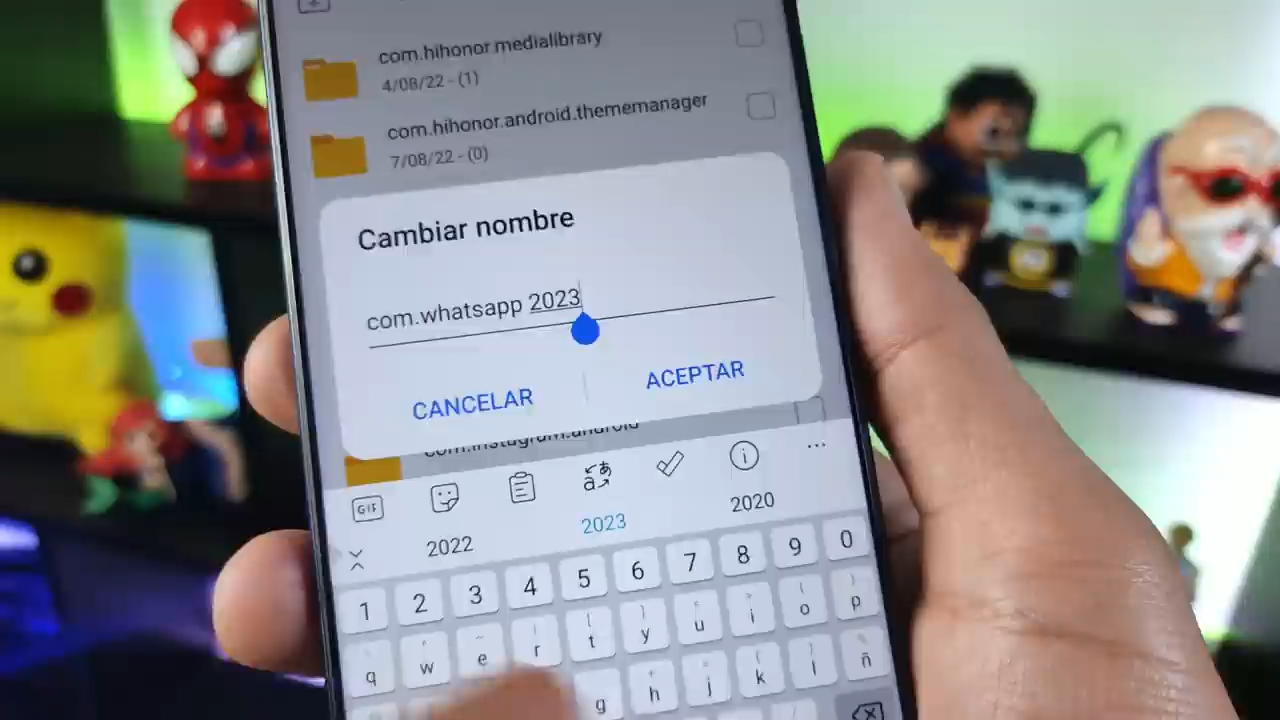 com.hihonor.medialibrary
4/08/22 - (1)
com.hihonor.android.thememanager
7/08/22 - (0)
Cambiar nombre
com.whatsapp 2023
CANCELAR
ACEPTAR
com.instagram.android
GIF
2022
2023
2020
1 2 3 4 5 6 7 8 9 0
q w e r t y u i o p
g h j k l ñ